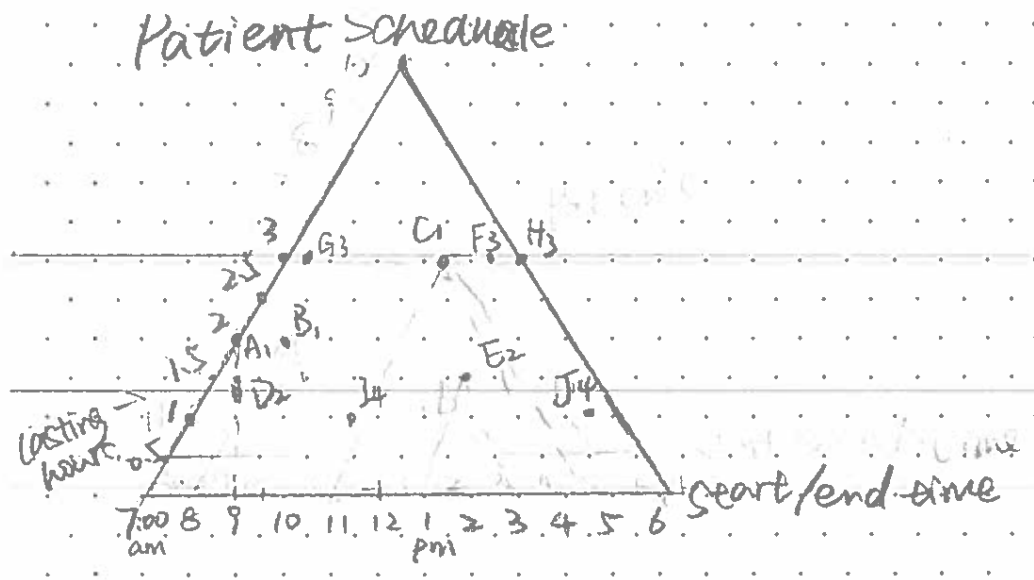 Patient Schedule
11
3 G3 C1 F3 H3
2.5
2 A1 B1
1.5 E2
D2 I4 J4
lasting → 1
hours 0.5
start/end time
7:00 8 9 10 11 12 1 2 3 4 5 6
am pm